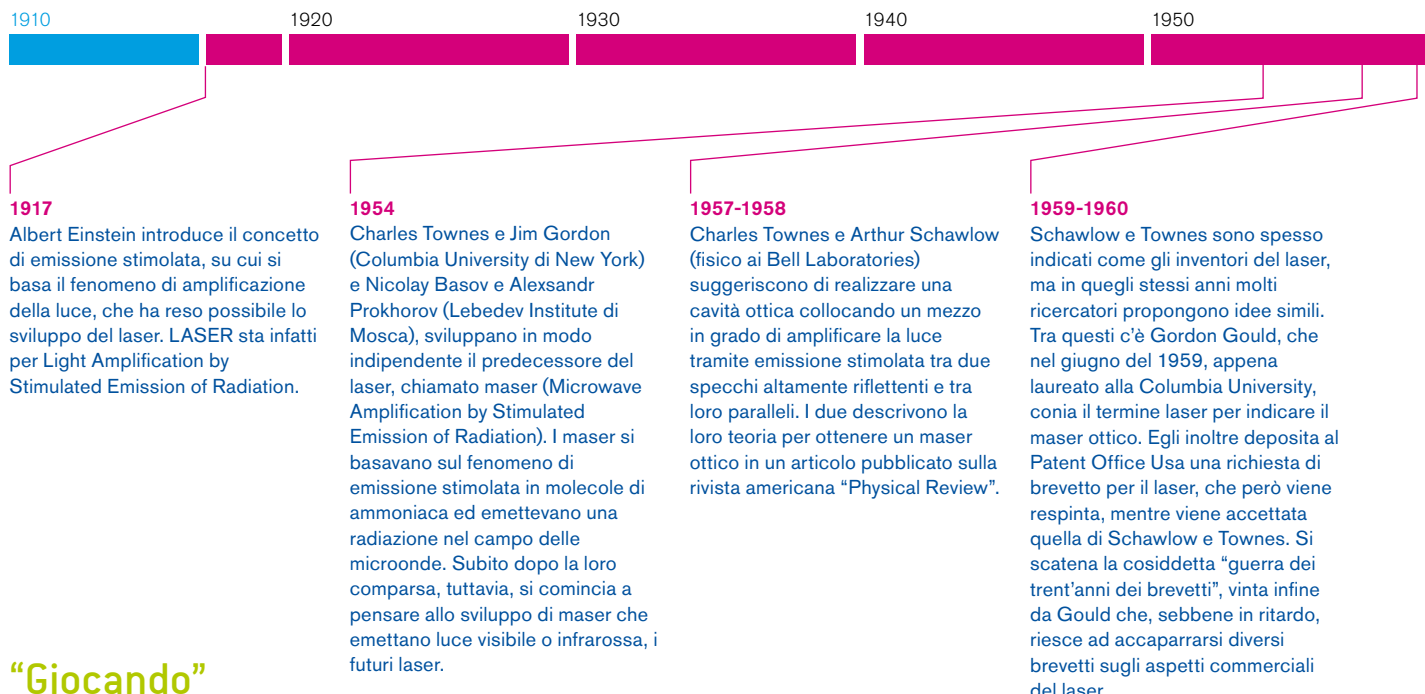 1910
1920
1930
1940
1950
1917
Albert Einstein introduce il concetto
di emissione stimolata, su cui si
basa il fenomeno di amplificazione
della luce, che ha reso possibile lo
sviluppo del laser. LASER sta infatti
per Light Amplification by
Stimulated Emission of Radiation.
1954
Charles Townes e Jim Gordon
(Columbia University di New York)
e Nicolay Basov e Alexsandr
Prokhorov (Lebedev Institute di
Mosca), sviluppano in modo
indipendente il predecessore del
laser, chiamato maser (Microwave
Amplification by Stimulated
Emission of Radiation). I maser si
basavano sul fenomeno di
emissione stimolata in molecole di
ammoniaca ed emettevano una
radiazione nel campo delle
microonde. Subito dopo la loro
comparsa, tuttavia, si comincia a
pensare allo sviluppo di maser che
emettano luce visibile o infrarossa, i
futuri laser.
1957-1958
Charles Townes e Arthur Schawlow
(fisico ai Bell Laboratories)
suggeriscono di realizzare una
cavità ottica collocando un mezzo
in grado di amplificare la luce
tramite emissione stimolata tra due
specchi altamente riflettenti e tra
loro paralleli. I due descrivono la
loro teoria per ottenere un maser
ottico in un articolo pubblicato sulla
rivista americana “Physical Review”.
1959-1960
Schawlow e Townes sono spesso
indicati come gli inventori del laser,
ma in quegli stessi anni molti
ricercatori propongono idee simili.
Tra questi c'è Gordon Gould, che
nel giugno del 1959, appena
laureato alla Columbia University,
conia il termine laser per indicare il
maser ottico. Egli inoltre deposita al
Patent Office Usa una richiesta di
brevetto per il laser, che però viene
respinta, mentre viene accettata
quella di Schawlow e Townes. Si
scatena la cosiddetta “guerra dei
trent'anni dei brevetti”, vinta infine
da Gould che, sebbene in ritardo,
riesce ad accaparrarsi diversi
brevetti sugli aspetti commerciali
del laser
“Giocando”